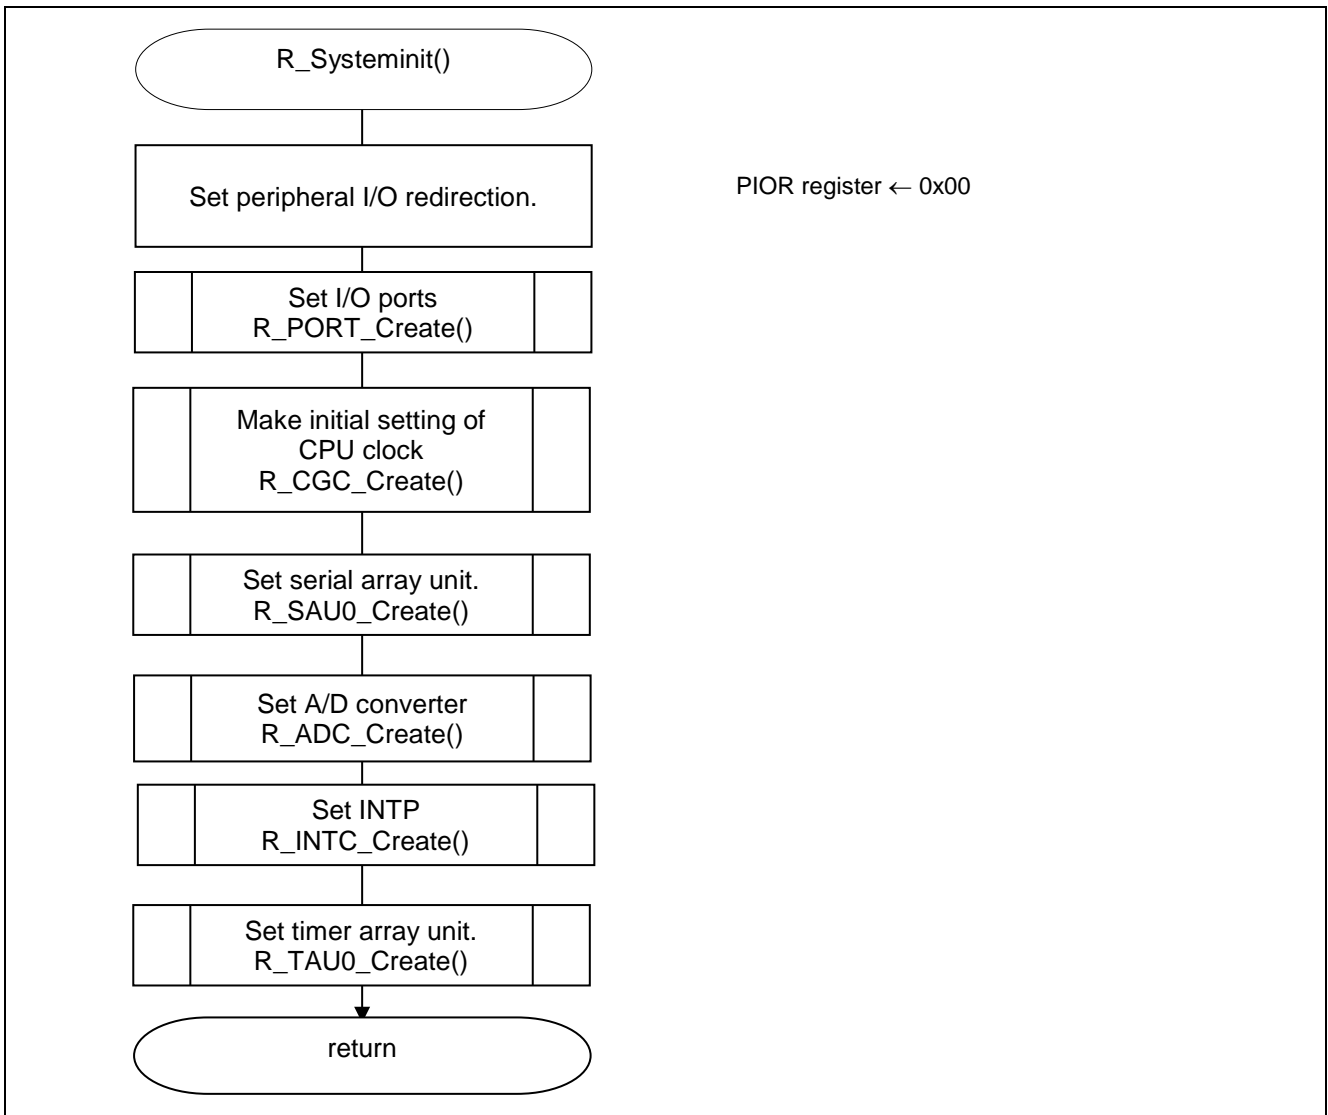 R_Systeminit()
Set peripheral I/O redirection.
PIOR register ← 0x00
Set I/O ports
R_PORT_Create()
Make initial setting of
CPU clock
R_CGC_Create()
Set serial array unit.
R_SAU0_Create()
Set A/D converter
R_ADC_Create()
Set INTP
R_INTC_Create()
Set timer array unit.
R_TAU0_Create()
return